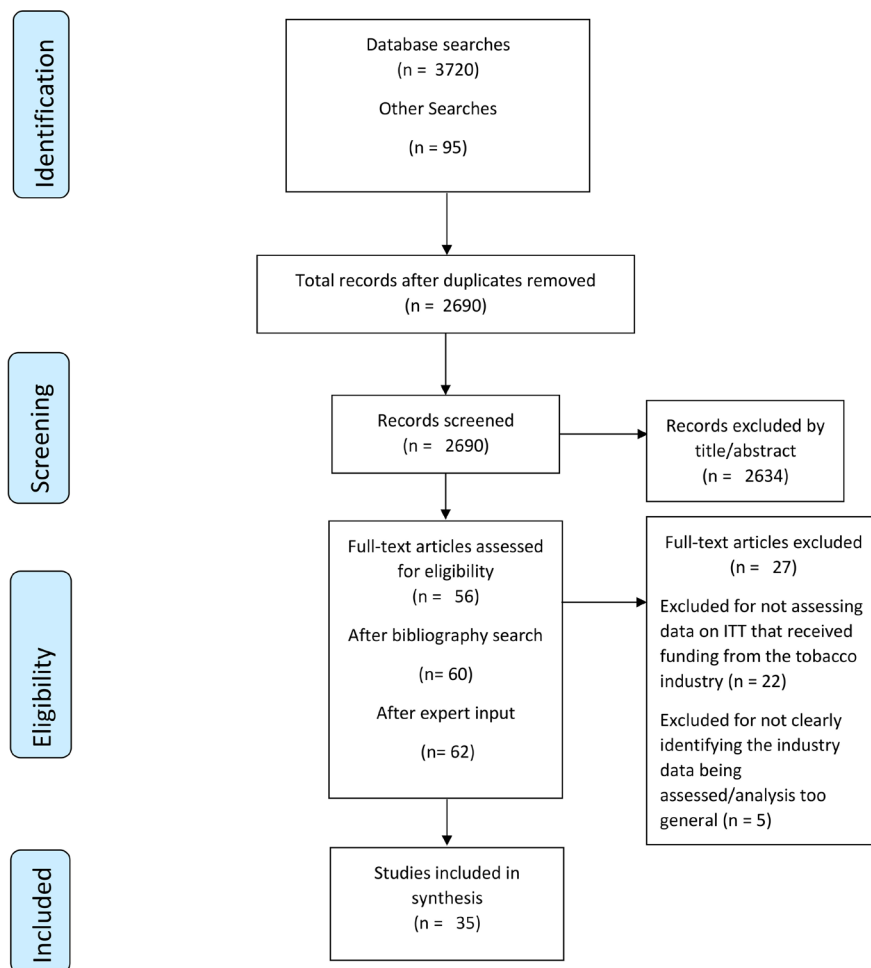 Identification
Database searches
(n = 3720)
Other Searches
(n = 95)
Total records after duplicates removed
(n = 2690)
Screening
Records screened
(n = 2690)
Records excluded by
title/abstract
(n = 2634)
Eligibility
Full-text articles assessed
for eligibility
(n = 56)
After bibliography search
(n= 60)
After expert input
(n= 62)
Full-text articles excluded
(n = 27)
Excluded for not assessing
data on ITT that received
funding from the tobacco
industry (n = 22)
Excluded for not clearly
identifying the industry
data being
assessed/analysis too
general (n = 5)
Included
Studies included in
synthesis
(n = 35)